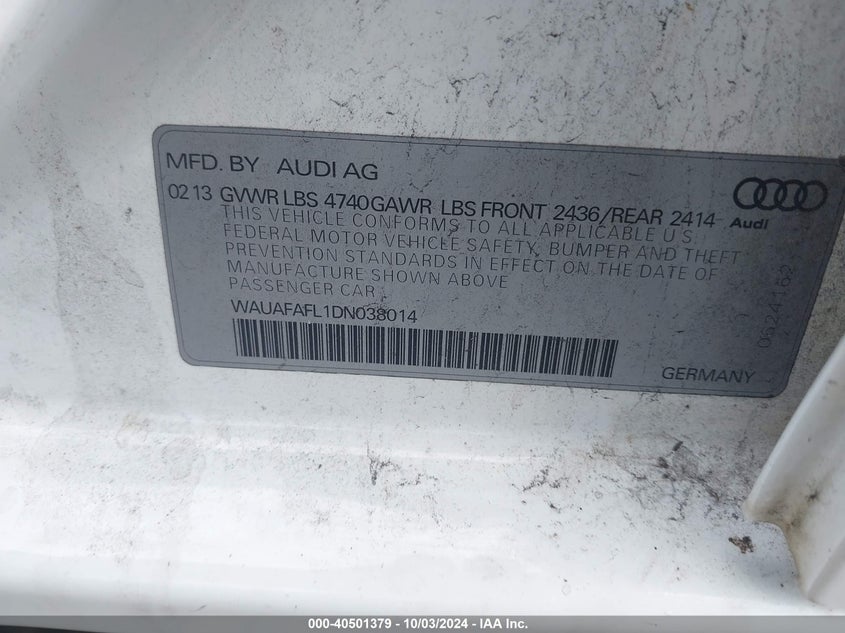 MFD. BY AUDI AG
02 13 GVWR LBS 4740 GAWR LBS FRONT 2436/REAR 2414
Audi
THIS VEHICLE CONFORMS TO ALL APPLICABLE U.S.
FEDERAL MOTOR VEHICLE SAFETY, BUMPER AND THEFT
PREVENTION STANDARDS IN EFFECT ON THE DATE OF
MANUFACTURE SHOWN ABOVE
PASSENGER CAR
WAUAFAFL1DN038014
GERMANY
000-40501379 - 10/03/2024 - IAA Inc.